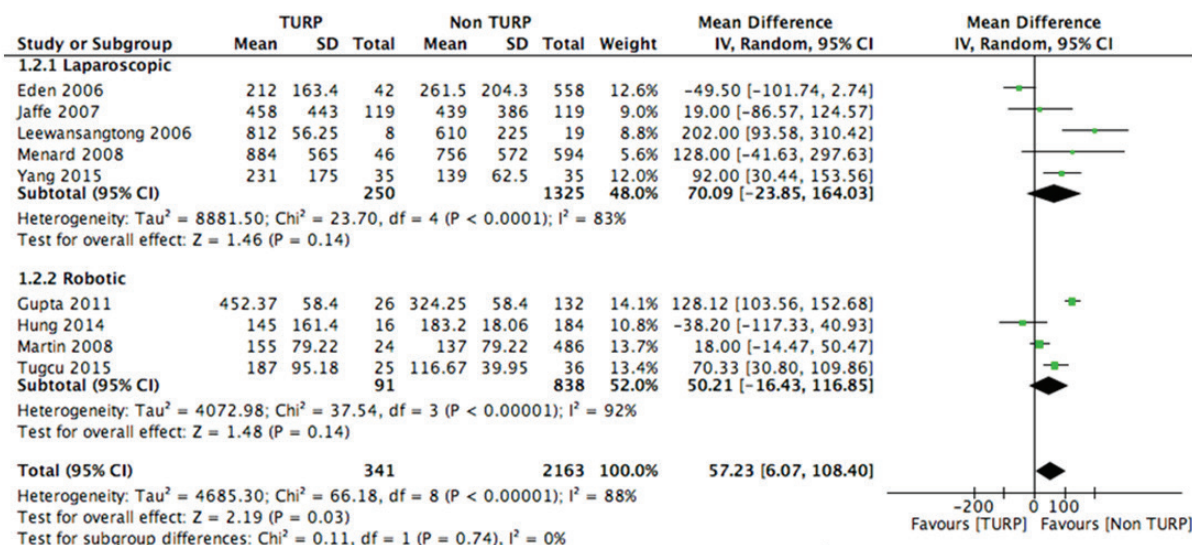 TURP Non TURP Mean Difference Mean Difference
Study or Subgroup Mean SD Total Mean SD Total Weight IV, Random, 95% CI IV, Random, 95% CI
1.2.1 Laparoscopic
Eden 2006 212 163.4 42 261.5 204.3 558 12.6% -49.50 [-101.74, 2.74]
Jaffe 2007 458 443 119 439 386 119 9.0% 19.00 [-86.57, 124.57]
Leewansangtong 2006 812 56.25 8 610 225 19 8.8% 202.00 [93.58, 310.42]
Menard 2008 884 565 46 756 572 594 5.6% 128.00 [-41.63, 297.63]
Yang 2015 231 175 35 139 62.5 35 12.0% 92.00 [30.44, 153.56]
Subtotal (95% CI) 250 1325 48.0% 70.09 [-23.85, 164.03]
Heterogeneity: Tau² = 8881.50; Chi² = 23.70, df = 4 (P < 0.0001); I² = 83%
Test for overall effect: Z = 1.46 (P = 0.14)
1.2.2 Robotic
Gupta 2011 452.37 58.4 26 324.25 58.4 132 14.1% 128.12 [103.56, 152.68]
Hung 2014 145 161.4 16 183.2 18.06 184 10.8% -38.20 [-117.33, 40.93]
Martin 2008 155 79.22 24 137 79.22 486 13.7% 18.00 [-14.47, 50.47]
Tugcu 2015 187 95.18 25 116.67 39.95 36 13.4% 70.33 [30.80, 109.86]
Subtotal (95% CI) 91 838 52.0% 50.21 [-16.43, 116.85]
Heterogeneity: Tau² = 4072.98; Chi² = 37.54, df = 3 (P < 0.00001); I² = 92%
Test for overall effect: Z = 1.48 (P = 0.14)
Total (95% CI) 341 2163 100.0% 57.23 [6.07, 108.40]
Heterogeneity: Tau² = 4685.30; Chi² = 66.18, df = 8 (P < 0.00001); I² = 88%
Test for overall effect: Z = 2.19 (P = 0.03)
Test for subgroup differences: Chi² = 0.11, df = 1 (P = 0.74), I² = 0%
-200 0 100
Favours [TURP] Favours [Non TURP]